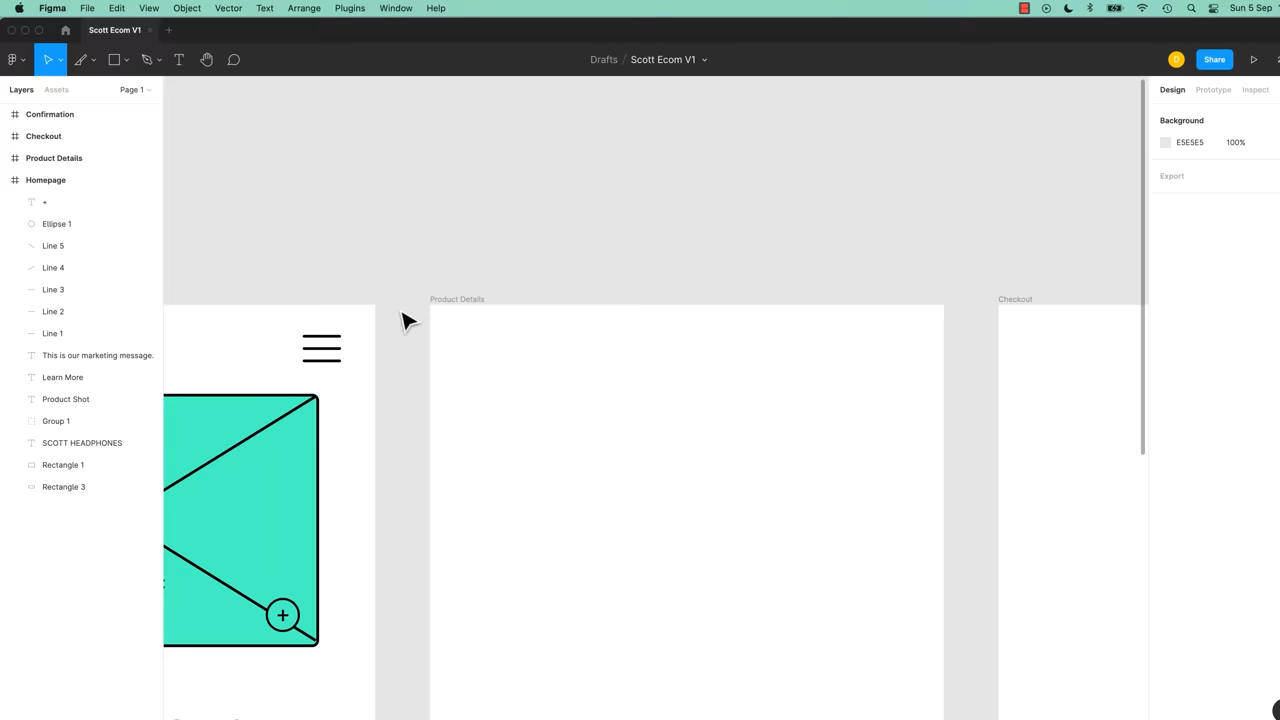 Figma File Edit View Object Vector Text Arrange Plugins Window Help Sun 5 Sep
Scott Ecom V1
Drafts / Scott Ecom V1
D
Share
Layers Assets Page 1
Design Prototype Inspect
Confirmation
Checkout
Product Details
Homepage
+
Ellipse 1
Line 5
Line 4
Line 3
Line 2
Line 1
This is our marketing message.
Learn More
Product Shot
Group 1
SCOTT HEADPHONES
Rectangle 1
Rectangle 3
Product Details
Checkout
+
Background
E5E5E5 100%
Export